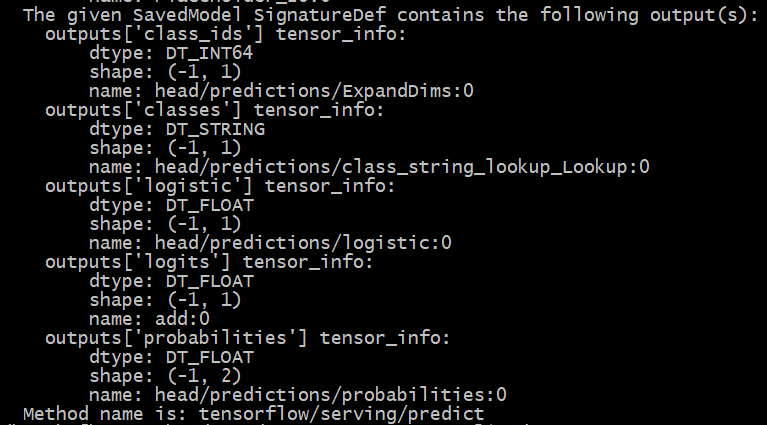 The given SavedModel SignatureDef contains the following output(s):
outputs['class_ids'] tensor_info:
dtype: DT_INT64
shape: (-1, 1)
name: head/predictions/ExpandDims:0
outputs['classes'] tensor_info:
dtype: DT_STRING
shape: (-1, 1)
name: head/predictions/class_string_lookup_Lookup:0
outputs['logistic'] tensor_info:
dtype: DT_FLOAT
shape: (-1, 1)
name: head/predictions/logistic:0
outputs['logits'] tensor_info:
dtype: DT_FLOAT
shape: (-1, 1)
name: add:0
outputs['probabilities'] tensor_info:
dtype: DT_FLOAT
shape: (-1, 2)
name: head/predictions/probabilities:0
Method name is: tensorflow/serving/predict